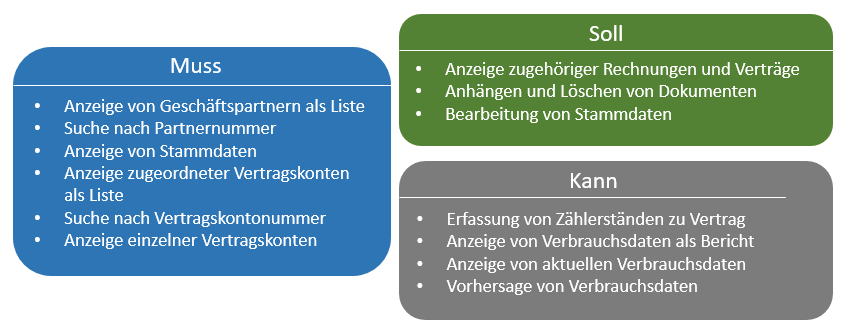 Muss
• Anzeige von Geschäftspartnern als Liste
• Suche nach Partnernummer
• Anzeige von Stammdaten
• Anzeige zugeordneter Vertragskonten
als Liste
• Suche nach Vertragskontonummer
• Anzeige einzelner Vertragskonten
Soll
• Anzeige zugehöriger Rechnungen und Verträge
• Anhängen und Löschen von Dokumenten
• Bearbeitung von Stammdaten
Kann
• Erfassung von Zählerständen zu Vertrag
• Anzeige von Verbrauchsdaten als Bericht
• Anzeige von aktuellen Verbrauchsdaten
• Vorhersage von Verbrauchsdaten